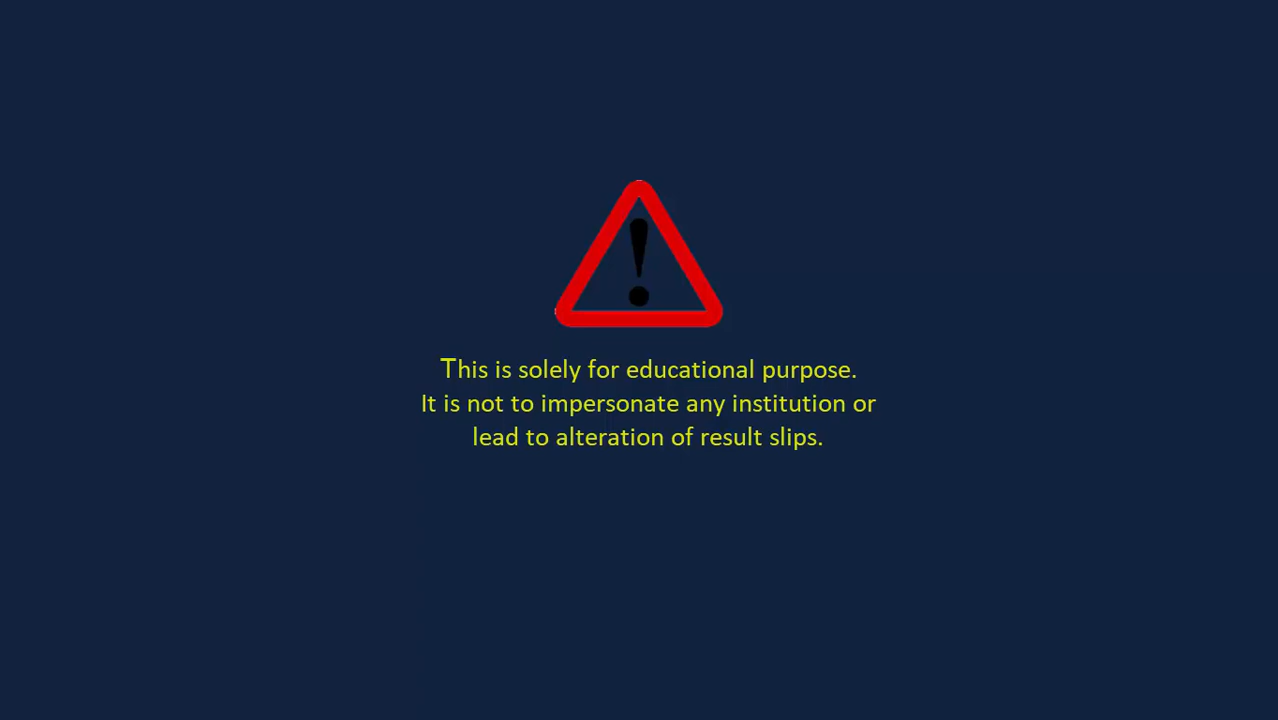 This is solely for educational purpose.
It is not to impersonate any institution or
lead to alteration of result slips.